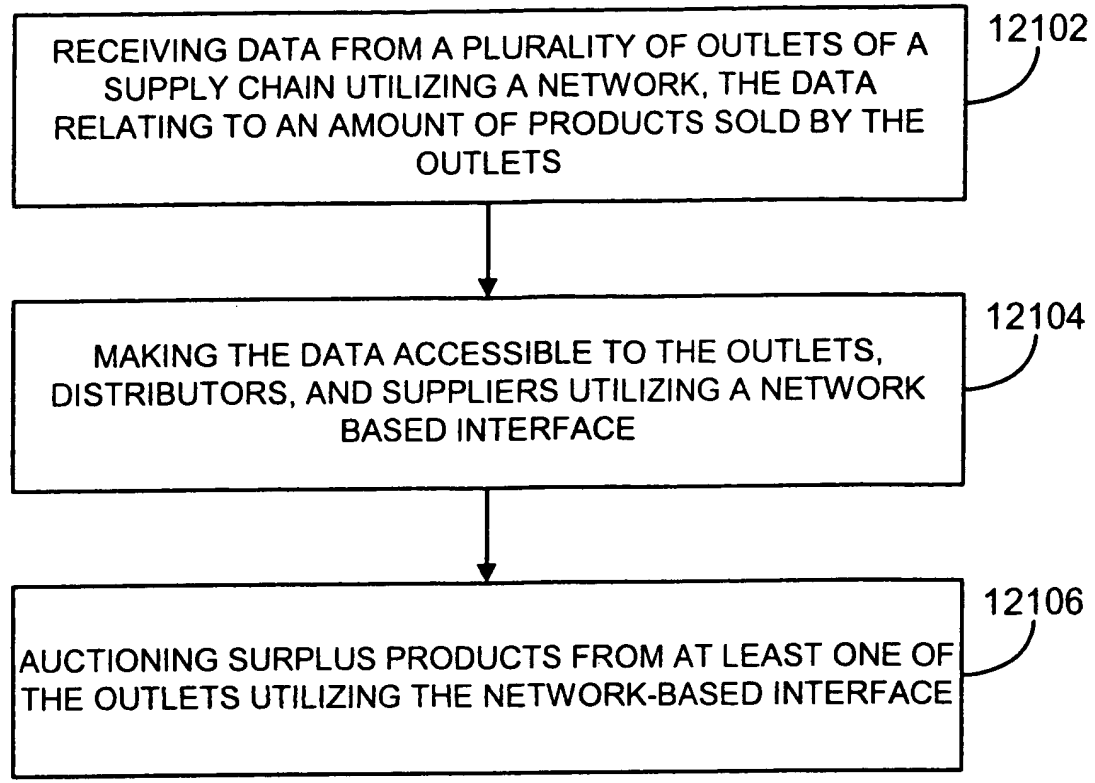 12102
RECEIVING DATA FROM A PLURALITY OF OUTLETS OF A
SUPPLY CHAIN UTILIZING A NETWORK, THE DATA
RELATING TO AN AMOUNT OF PRODUCTS SOLD BY THE
OUTLETS
12104
MAKING THE DATA ACCESSIBLE TO THE OUTLETS,
DISTRIBUTORS, AND SUPPLIERS UTILIZING A NETWORK
BASED INTERFACE
12106
AUCTIONING SURPLUS PRODUCTS FROM AT LEAST ONE OF
THE OUTLETS UTILIZING THE NETWORK-BASED INTERFACE